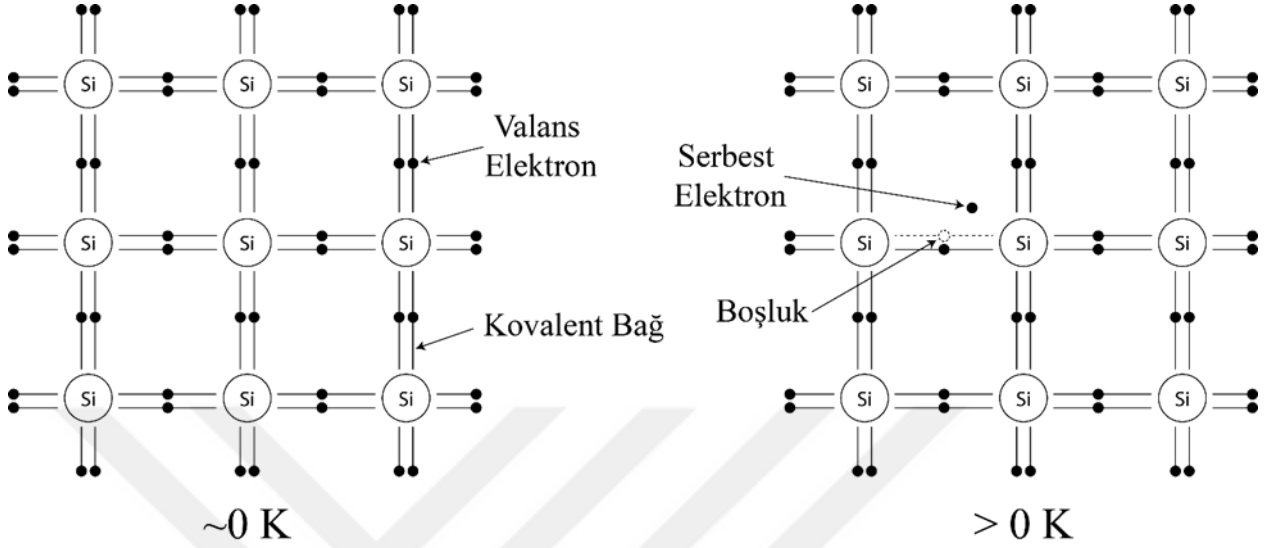 Si Si Si
Valans
Elektron
Si Si Si
Kovalent Bağ
Si Si Si
~0 K
Si Si Si
Serbest
Elektron
Si Si Si
Boşluk
Si Si Si
> 0 K